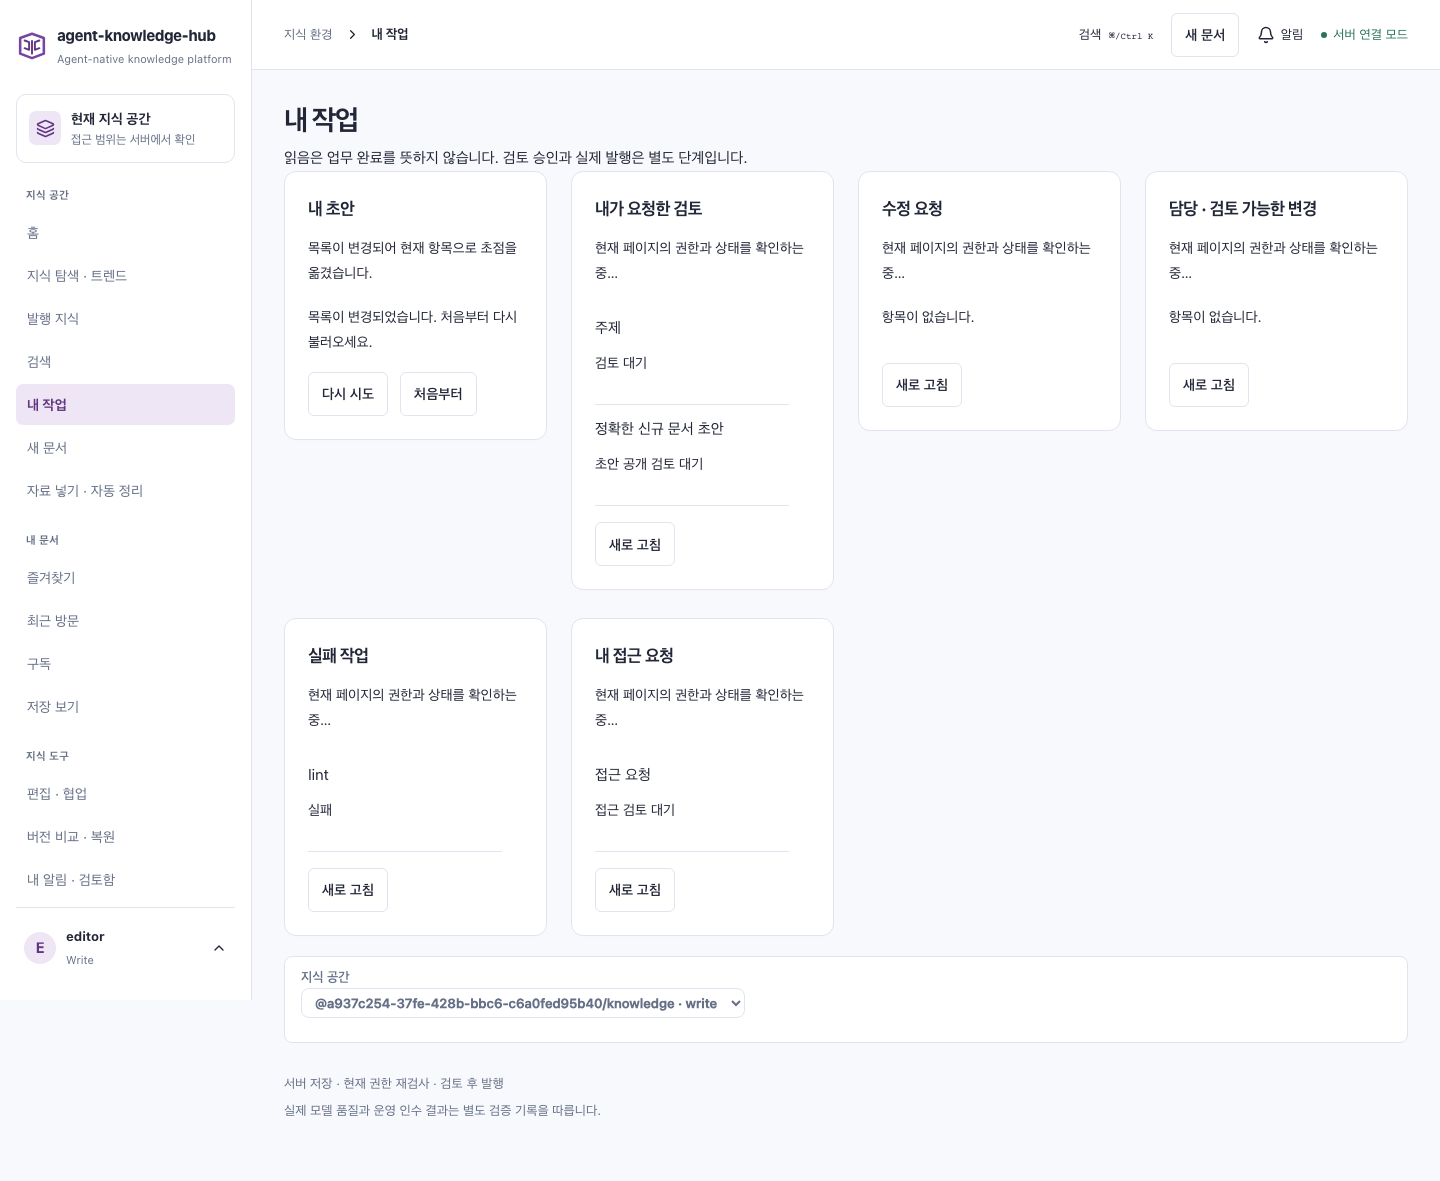 agent-knowledge-hub
Agent-native knowledge platform
현재 지식 공간
접근 범위는 서버에서 확인
지식 공간
홈
지식 탐색 · 트렌드
발행 지식
검색
내 작업
새 문서
자료 넣기 · 자동 정리
내 문서
즐겨찾기
최근 방문
구독
저장 보기
지식 도구
편집 · 협업
버전 비교 · 복원
내 알림 · 검토함
E
editor
Write
지식 환경
내 작업
검색 ⌘/Ctrl K
새 문서
알림
서버 연결 모드
내 작업
읽음은 업무 완료를 뜻하지 않습니다. 검토 승인과 실제 발행은 별도 단계입니다.
내 초안
목록이 변경되어 현재 항목으로 초점을
옮겼습니다.
목록이 변경되었습니다. 처음부터 다시
불러오세요.
다시 시도
처음부터
내가 요청한 검토
현재 페이지의 권한과 상태를 확인하는
중...
주제
검토 대기
정확한 신규 문서 초안
초안 공개 검토 대기
새로 고침
수정 요청
현재 페이지의 권한과 상태를 확인하는
중...
항목이 없습니다.
새로 고침
담당 · 검토 가능한 변경
현재 페이지의 권한과 상태를 확인하는
중...
항목이 없습니다.
새로 고침
실패 작업
현재 페이지의 권한과 상태를 확인하는
중...
lint
실패
새로 고침
내 접근 요청
현재 페이지의 권한과 상태를 확인하는
중...
접근 요청
접근 검토 대기
새로 고침
지식 공간
@a937c254-37fe-428b-bbc6-c6a0fed95b40/knowledge · write
서버 저장 · 현재 권한 재검사 · 검토 후 발행
실제 모델 품질과 운영 인수 결과는 별도 검증 기록을 따릅니다.